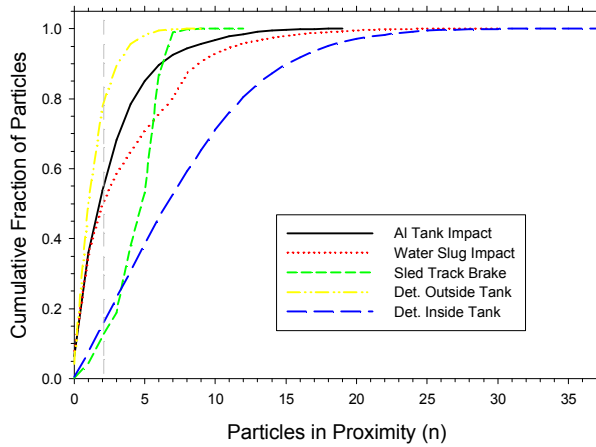 Cumulative Fraction of Particles
1.0
0.8
0.6
0.4
0.2
0.0
Al Tank Impact
Water Slug Impact
Sled Track Brake
Det. Outside Tank
Det. Inside Tank
0 5 10 15 20 25 30 35
Particles in Proximity (n)